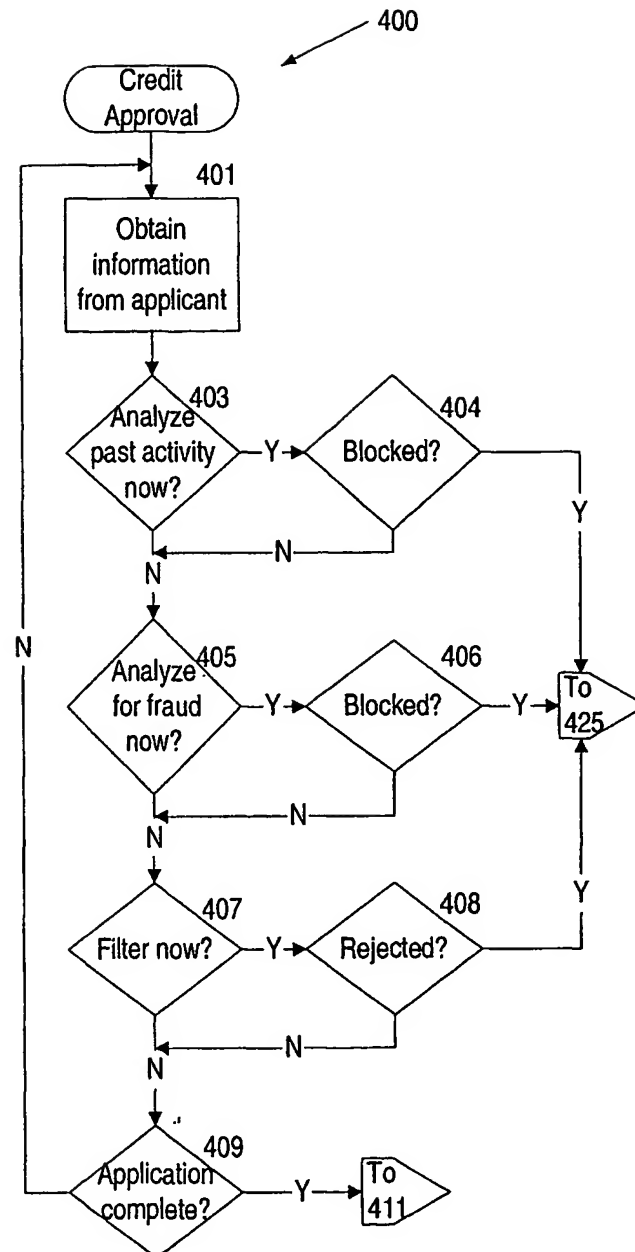 400
Credit
Approval
401
Obtain
information
from applicant
403
Analyze
past activity
now?
Y
404
Blocked?
Y
N
N
405
Analyze
for fraud
now?
Y
406
Blocked?
Y
To
425
N
N
N
407
Filter now?
Y
408
Rejected?
Y
N
N
409
Application
complete?
Y
To
411